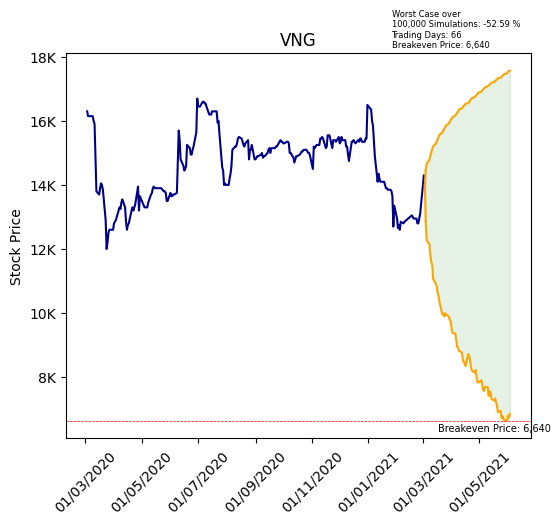 Worst Case over
100,000 Simulations: -52.59 %
Trading Days: 66
Breakeven Price: 6,640
VNG
Stock Price
18K
16K
14K
12K
10K
8K
Breakeven Price: 6,640
01/03/2020
01/05/2020
01/07/2020
01/09/2020
01/11/2020
01/01/2021
01/03/2021
01/05/2021